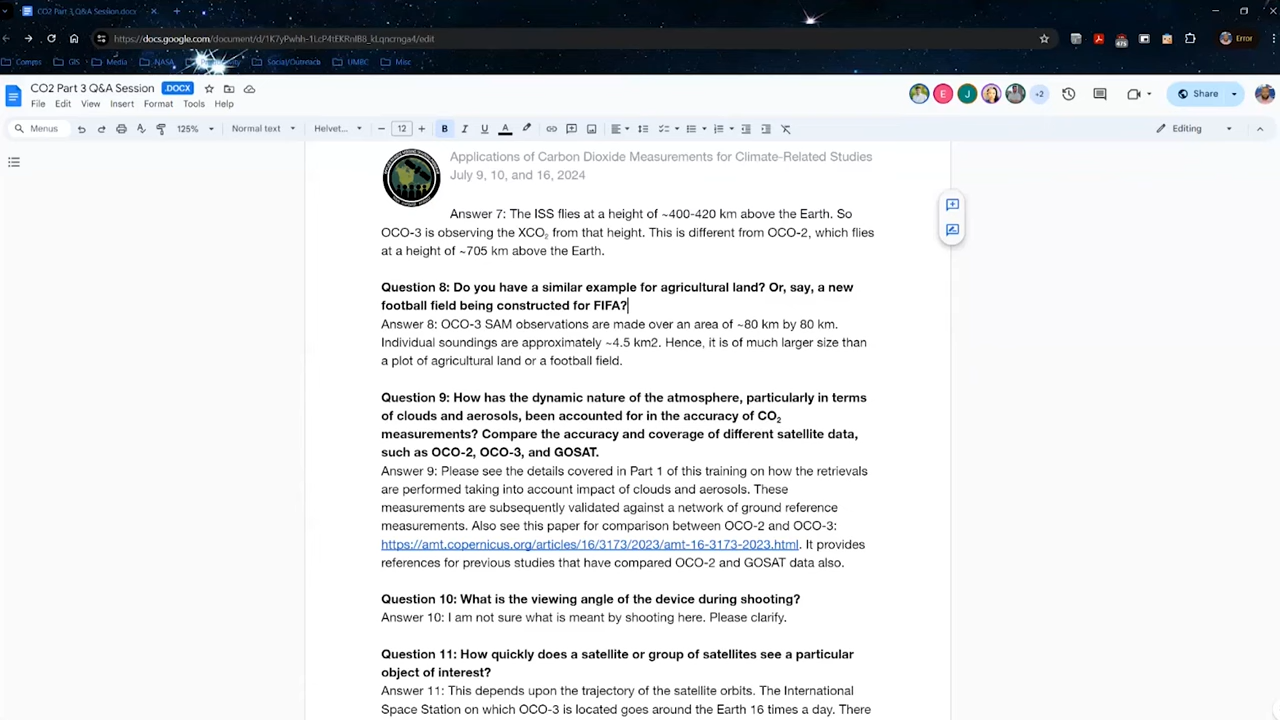 CO2 Part 3 Q&A Session.docx
https://docs.google.com/document/d/1K7yPwhh-1LcP4tEKRnIB8_kLqncrnga4/edit
Error
Comps GIS Media NASA Social/Outreach UMBC Misc
CO2 Part 3 Q&A Session .DOCX
File Edit View Insert Format Tools Help
E J +2 Share
Menus 125% Normal text Helvet... 12 B I U A Editing
Applications of Carbon Dioxide Measurements for Climate-Related Studies
July 9, 10, and 16, 2024
Answer 7: The ISS flies at a height of ~400-420 km above the Earth. So
OCO-3 is observing the XCO₂ from that height. This is different from OCO-2, which flies
at a height of ~705 km above the Earth.
Question 8: Do you have a similar example for agricultural land? Or, say, a new
football field being constructed for FIFA?
Answer 8: OCO-3 SAM observations are made over an area of ~80 km by 80 km.
Individual soundings are approximately ~4.5 km2. Hence, it is of much larger size than
a plot of agricultural land or a football field.
Question 9: How has the dynamic nature of the atmosphere, particularly in terms
of clouds and aerosols, been accounted for in the accuracy of CO₂
measurements? Compare the accuracy and coverage of different satellite data,
such as OCO-2, OCO-3, and GOSAT.
Answer 9: Please see the details covered in Part 1 of this training on how the retrievals
are performed taking into account impact of clouds and aerosols. These
measurements are subsequently validated against a network of ground reference
measurements. Also see this paper for comparison between OCO-2 and OCO-3:
https://amt.copernicus.org/articles/16/3173/2023/amt-16-3173-2023.html. It provides
references for previous studies that have compared OCO-2 and GOSAT data also.
Question 10: What is the viewing angle of the device during shooting?
Answer 10: I am not sure what is meant by shooting here. Please clarify.
Question 11: How quickly does a satellite or group of satellites see a particular
object of interest?
Answer 11: This depends upon the trajectory of the satellite orbits. The International
Space Station on which OCO-3 is located goes around the Earth 16 times a day. There